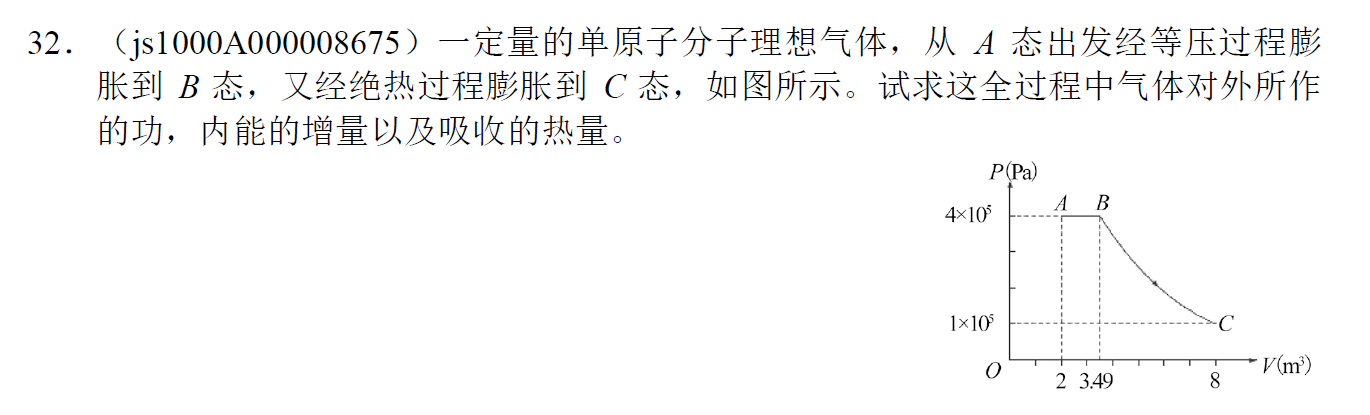 32. （js1000A000008675）一定量的单原子分子理想气体，从 A 态出发经等压过程膨
胀到 B 态，又经绝热过程膨胀到 C 态，如图所示。试求这全过程中气体对外所作
的功，内能的增量以及吸收的热量。
P(Pa)
4×10⁵
A B
1×10⁵
C
O
2 3.49 8
V(m³)